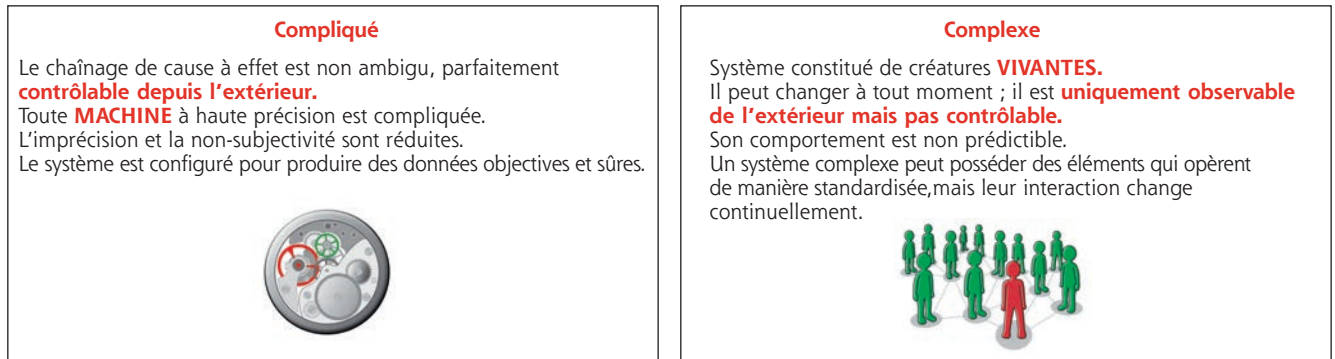 Compliqué
Le chaînage de cause à effet est non ambigu, parfaitement
contrôlable depuis l'extérieur.
Toute MACHINE à haute précision est compliquée.
L'imprécision et la non-subjectivité sont réduites.
Le système est configuré pour produire des données objectives et sûres.
Complexe
Système constitué de créatures VIVANTES.
Il peut changer à tout moment ; il est uniquement observable
de l'extérieur mais pas contrôlable.
Son comportement est non prédictible.
Un système complexe peut posséder des éléments qui opèrent
de manière standardisée,mais leur interaction change
continuellement.